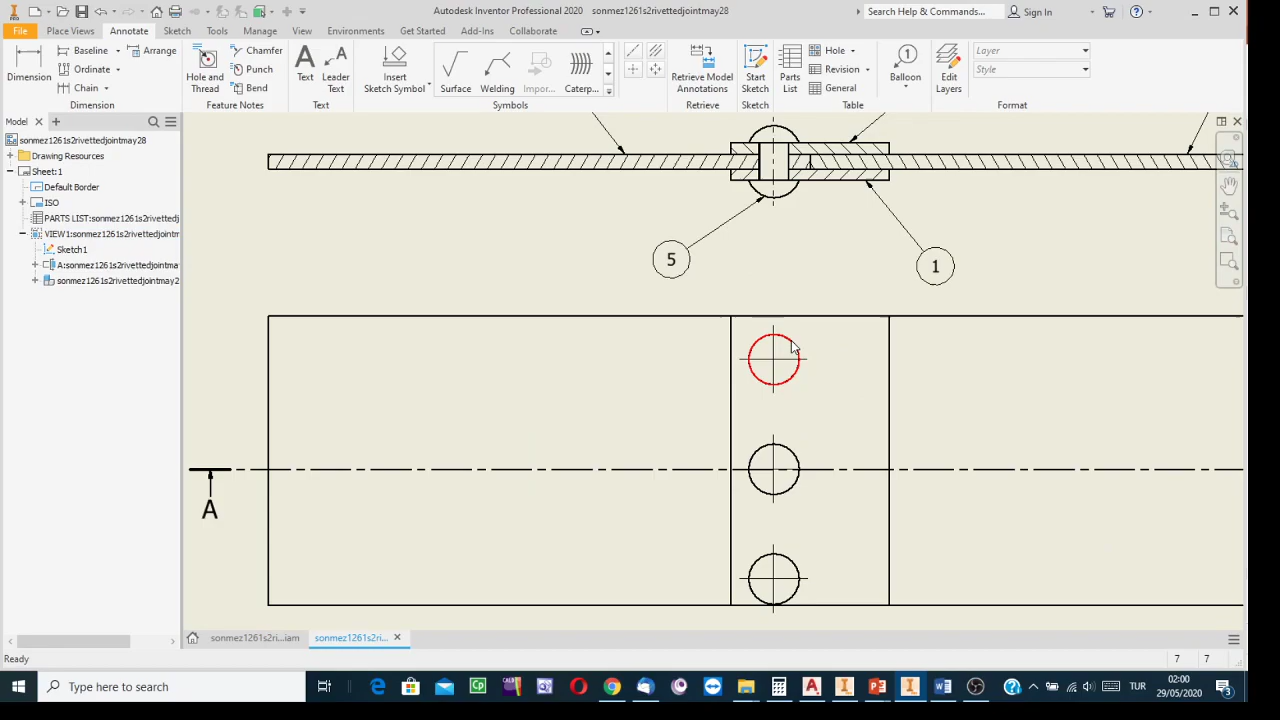 Autodesk Inventor Professional 2020 sonmez1261s2rivettedjointmay28
Search Help & Commands...
Sign In
File Place Views Annotate Sketch Tools Manage View Environments Get Started Add-Ins Collaborate
Dimension
Baseline
Arrange
Ordinate
Chain
Dimension
Hole and Thread
Chamfer
Punch
Bend
Feature Notes
Text
Leader Text
Text
Insert Sketch Symbol
Surface
Welding
Impor...
Caterp...
Symbols
Retrieve Model Annotations
Retrieve
Start Sketch
Sketch
Parts List
Hole
Revision
General
Table
Balloon
Edit Layers
Layer
Style
Format
Model
sonmez1261s2rivettedjointmay28
Drawing Resources
Sheet:1
Default Border
ISO
PARTS LIST:sonmez1261s2rivettedj
VIEW1:sonmez1261s2rivettedjointm
Sketch1
A:sonmez1261s2rivettedjointma
sonmez1261s2rivettedjointmay2
5
1
A
sonmez1261s2ri...iam
sonmez1261s2ri...
Ready
7 7
Type here to search
TUR
02:00
29/05/2020
3